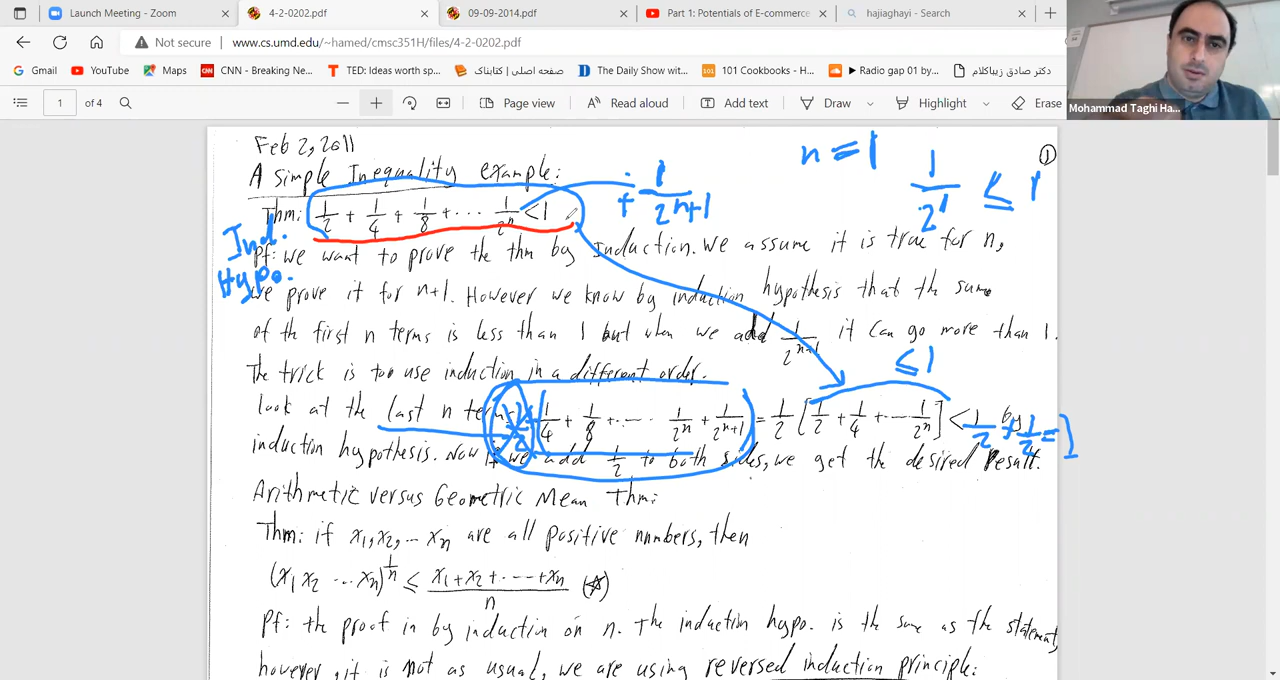 Launch Meeting - Zoom
4-2-0202.pdf
09-09-2014.pdf
Part 1: Potentials of E-commerce
hajiaghayi - Search
Not secure | www.cs.umd.edu/~hamed/cmsc351H/files/4-2-0202.pdf
Gmail YouTube Maps CNN - Breaking Ne... TED: Ideas worth sp... صفحه اصلی | کتابناک The Daily Show wit... 101 Cookbooks - H... Radio gap 01 by... دکتر صادق زیباکلام
1 of 4 Page view Read aloud Add text Draw Highlight Erase
Mohammad Taghi Ha...
Feb 2, 2011
①
n = 1
1/2^1 ≤ 1
A simple Inequality example:
+ 1/2^{n+1}
Thm: 1/2 + 1/4 + 1/8 + ... 1/2^n < 1
Ind.
Hypo.
Pf: we want to prove the thm by Induction. We assume it is true for n,
we prove it for n+1. However we know by induction hypothesis that the sum
of th first n terms is less than 1 but when we add 1/2^{n+1} it can go more than 1.
The trick is too use induction in a different order.
≤ 1
look at the last n term 1/4 + 1/8 + ... 1/2^n + 1/2^{n+1} = 1/2 [1/2 + 1/4 + ... 1/2^n] < 1/2 by
+ 1/2 = 1
induction hypothesis. Now if we add 1/2 to both sides, we get the desired result.
Arithmetic versus Geometric Mean Thm:
Thm: if x1, x2, ... xn are all positive numbers, then
(x1 x2 ... xn)^{1/n} ≤ (x1 + x2 + ... + xn)/n (*)
Pf: the proof in by induction on n. The induction hypo. is the same as the statement
however, it is not as usual, we are using reversed induction principle: